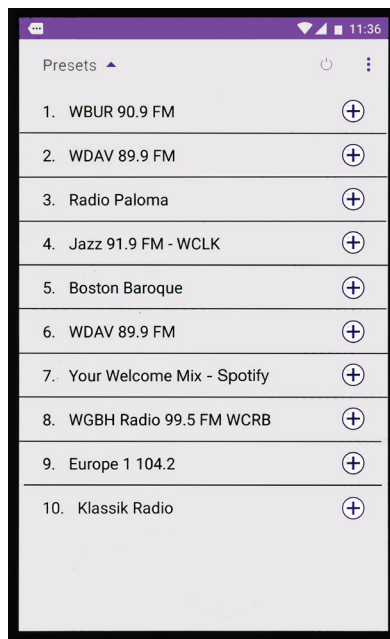 11:36
Presets
1. WBUR 90.9 FM
2. WDAV 89.9 FM
3. Radio Paloma
4. Jazz 91.9 FM - WCLK
5. Boston Baroque
6. WDAV 89.9 FM
7. Your Welcome Mix - Spotify
8. WGBH Radio 99.5 FM WCRB
9. Europe 1 104.2
10. Klassik Radio